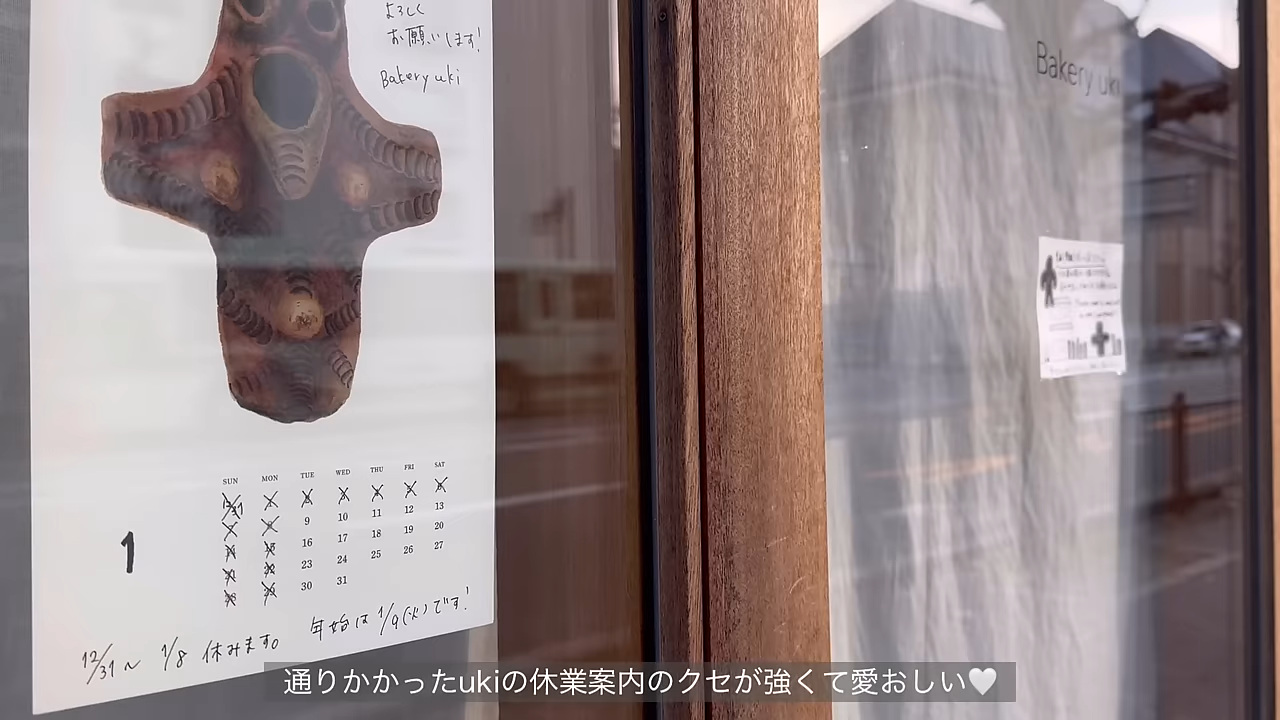 よろしく
お願いします!
Bakery uki
Bakery uki
SUN MON TUE WED THU FRI SAT
12/31
9 10 11 12 13
16 17 18 19 20
23 24 25 26 27
30 31
1
12/31~1/8 休みます。
年始は1/9(火)です!
通りかかったukiの休業案内のクセが強くて愛おしい🤍